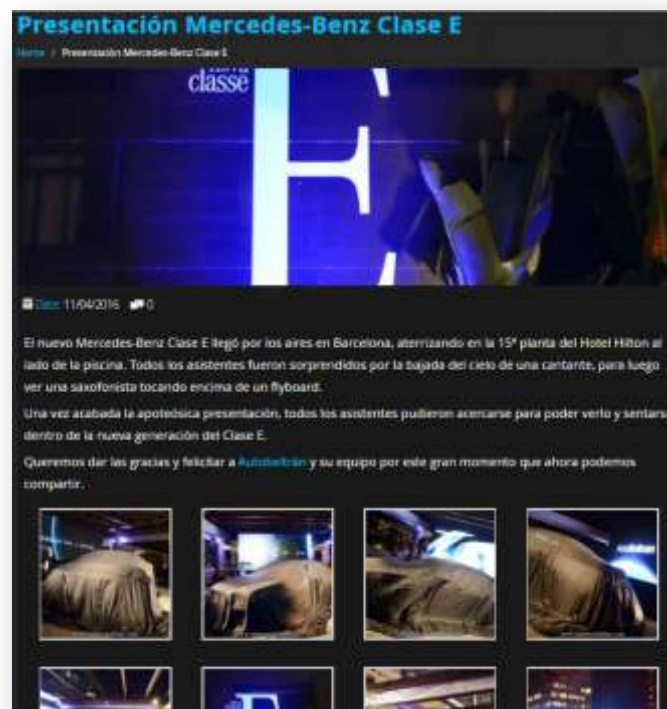 Presentación Mercedes-Benz Clase E
Home / Presentación Mercedes-Benz Clase E
classe
E
Date: 11/04/2016 0
El nuevo Mercedes-Benz Clase E llegó por los aires en Barcelona, aterrizando en la 15ª planta del Hotel Hilton al
lado de la piscina. Todos los asistentes fueron sorprendidos por la bajada del cielo de una cantante, para luego
ver una saxofonista tocando encima de un flyboard.
Una vez acabada la apoteósica presentación, todos los asistentes pudieron acercarse para poder verlo y sentarse
dentro de la nueva generación del Clase E.
Queremos dar las gracias y felicitar a Autobeltrán y su equipo por este gran momento que ahora podemos
compartir.